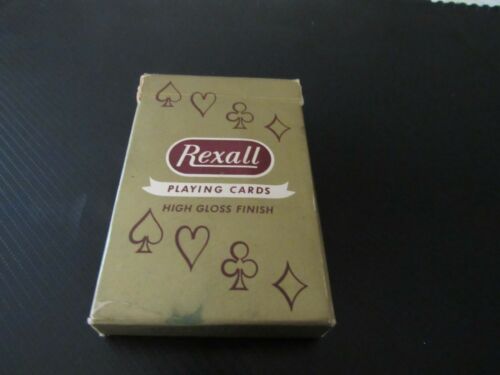 Rexall
PLAYING CARDS
HIGH GLOSS FINISH